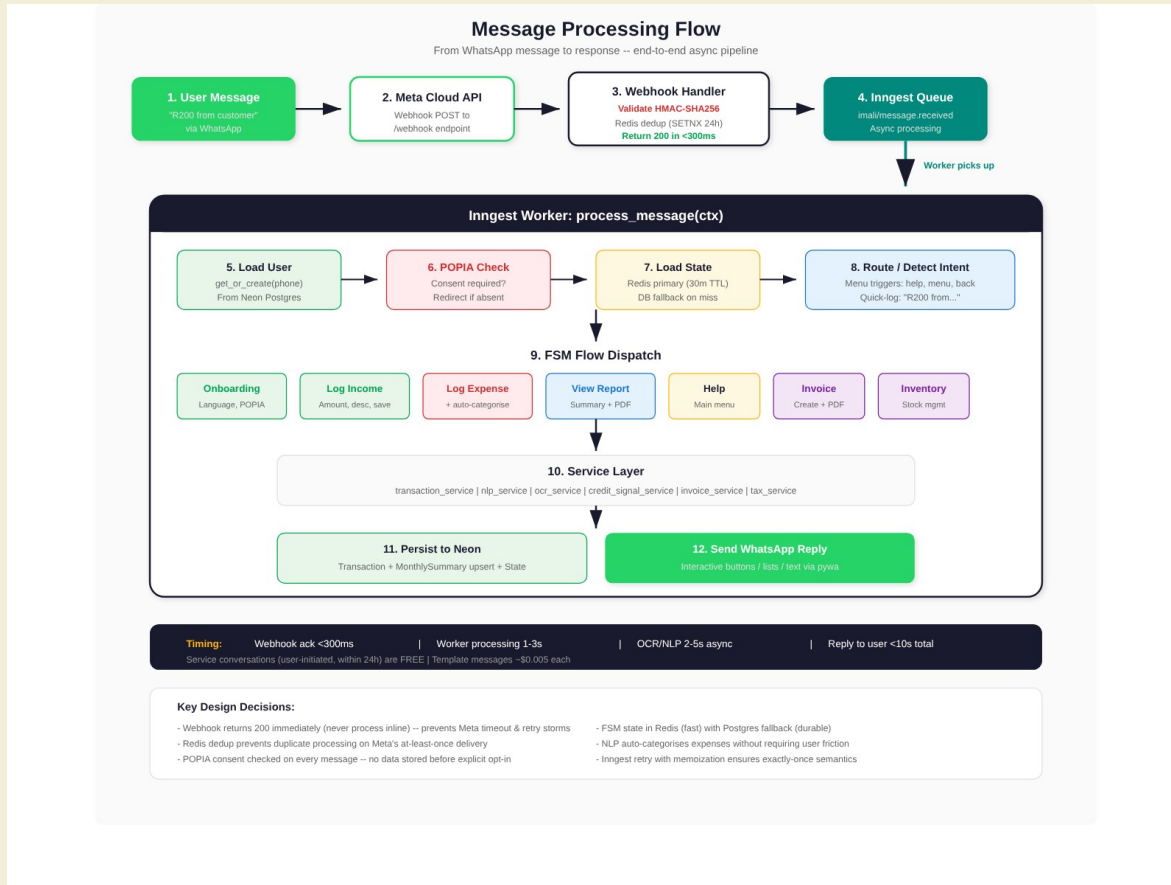 Message Processing Flow
From WhatsApp message to response -- end-to-end async pipeline
1. User Message
"R200 from customer"
via WhatsApp
2. Meta Cloud API
Webhook POST to
/webhook endpoint
3. Webhook Handler
Validate HMAC-SHA256
Redis dedup (SETNX 24h)
Return 200 in <300ms
4. Inngest Queue
imali/message.received
Async processing
Worker picks up
Inngest Worker: process_message(ctx)
5. Load User
get_or_create(phone)
From Neon Postgres
6. POPIA Check
Consent required?
Redirect if absent
7. Load State
Redis primary (30m TTL)
DB fallback on miss
8. Route / Detect Intent
Menu triggers: help, menu, back
Quick-log: "R200 from..."
9. FSM Flow Dispatch
Onboarding
Language, POPIA
Log Income
Amount, desc, save
Log Expense
+ auto-categorise
View Report
Summary + PDF
Help
Main menu
Invoice
Create + PDF
Inventory
Stock mgmt
10. Service Layer
transaction_service | nlp_service | ocr_service | credit_signal_service | invoice_service | tax_service
11. Persist to Neon
Transaction + MonthlySummary upsert + State
12. Send WhatsApp Reply
Interactive buttons / lists / text via pywa
Timing: Webhook ack <300ms | Worker processing 1-3s | OCR/NLP 2-5s async | Reply to user <10s total
Service conversations (user-initiated, within 24h) are FREE | Template messages ~$0.005 each
Key Design Decisions:
- Webhook returns 200 immediately (never process inline) -- prevents Meta timeout & retry storms
- Redis dedup prevents duplicate processing on Meta's at-least-once delivery
- POPIA consent checked on every message -- no data stored before explicit opt-in
- FSM state in Redis (fast) with Postgres fallback (durable)
- NLP auto-categorises expenses without requiring user friction
- Inngest retry with memoization ensures exactly-once semantics